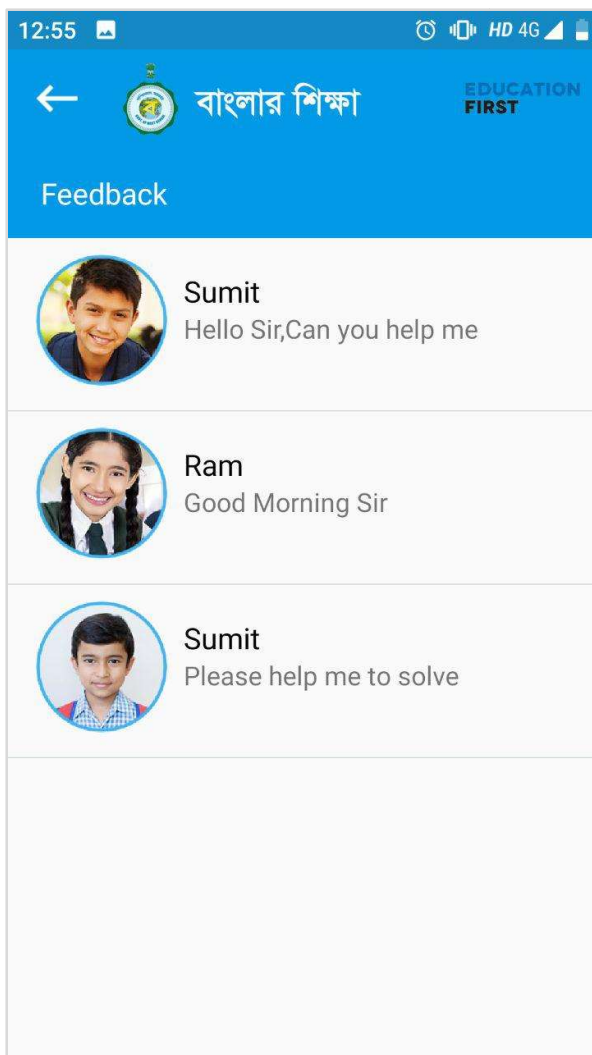 12:55 HD 4G
বাংলার শিক্ষা
EDUCATION
FIRST
Feedback
Sumit
Hello Sir,Can you help me
Ram
Good Morning Sir
Sumit
Please help me to solve